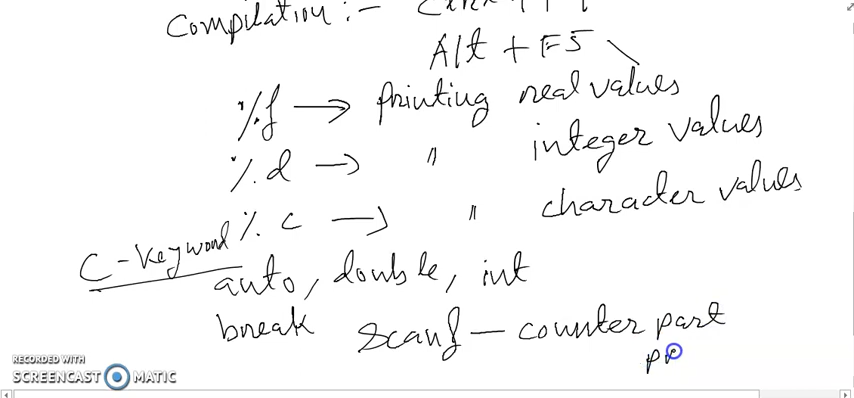 Compilation :-
Alt + F5
%f → printing real values
%d → " integer values
%c → " character values
C-keyword
auto, double, int
break
scanf — counter part
pr
RECORDED WITH
SCREENCAST MATIC